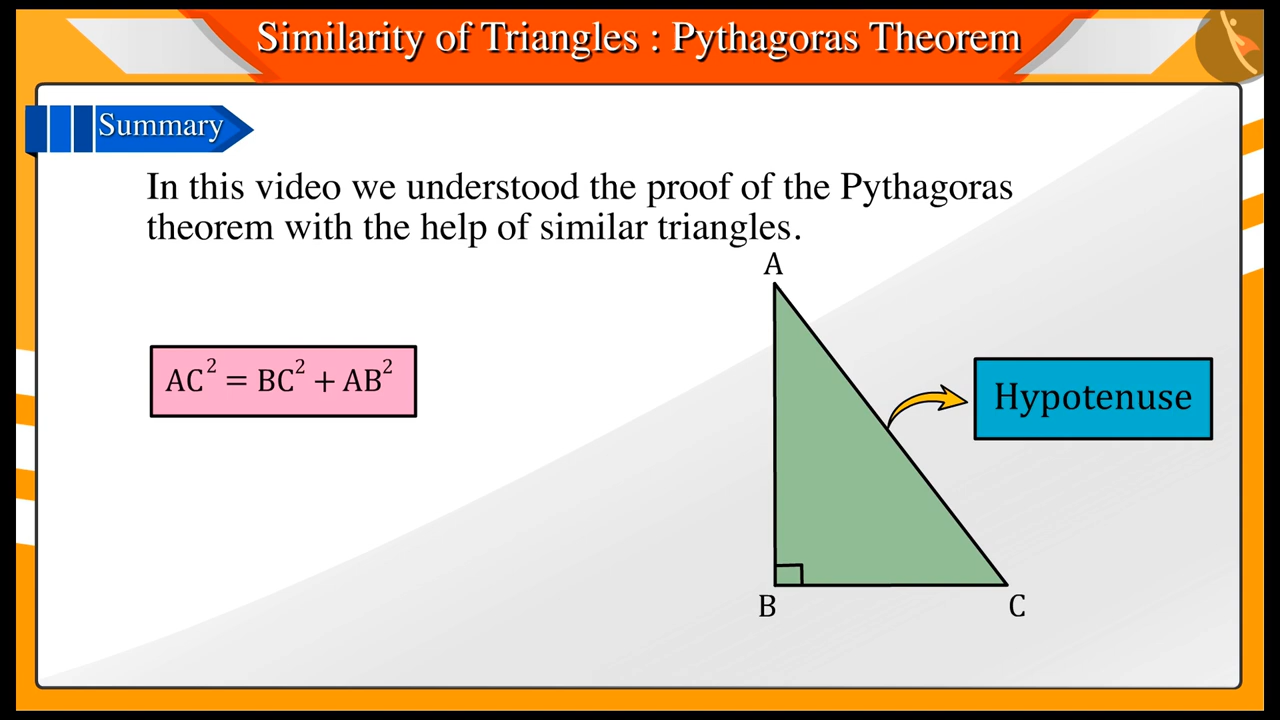 Similarity of Triangles : Pythagoras Theorem
Summary
In this video we understood the proof of the Pythagoras
theorem with the help of similar triangles.
A
AC² = BC² + AB²
Hypotenuse
B
C